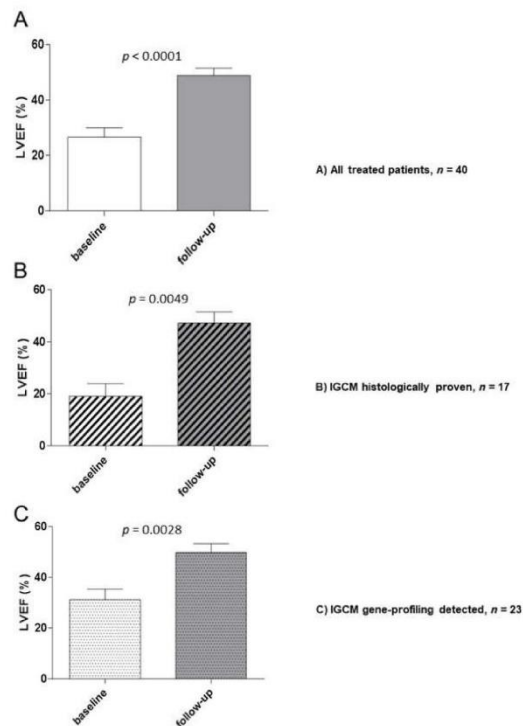 A
60
40
20
0
LVEF (%)
p < 0.0001
baseline
follow-up
A) All treated patients, n = 40
B
60
40
20
0
LVEF (%)
p = 0.0049
baseline
follow-up
B) IGCM histologically proven, n = 17
C
60
40
20
0
LVEF (%)
p = 0.0028
baseline
follow-up
C) IGCM gene-profiling detected, n = 23